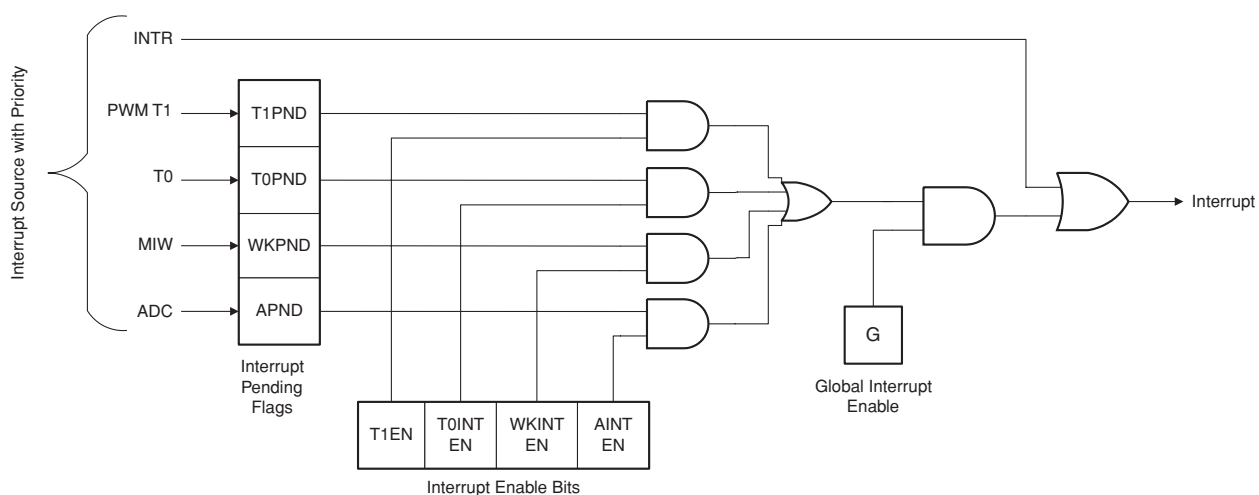 Interrupt Source with Priority
INTR
PWM T1
T0
MIW
ADC
T1PND
T0PND
WKPND
APND
Interrupt
Pending
Flags
T1EN
T0INT
EN
WKINT
EN
AINT
EN
Interrupt Enable Bits
G
Global Interrupt
Enable
Interrupt